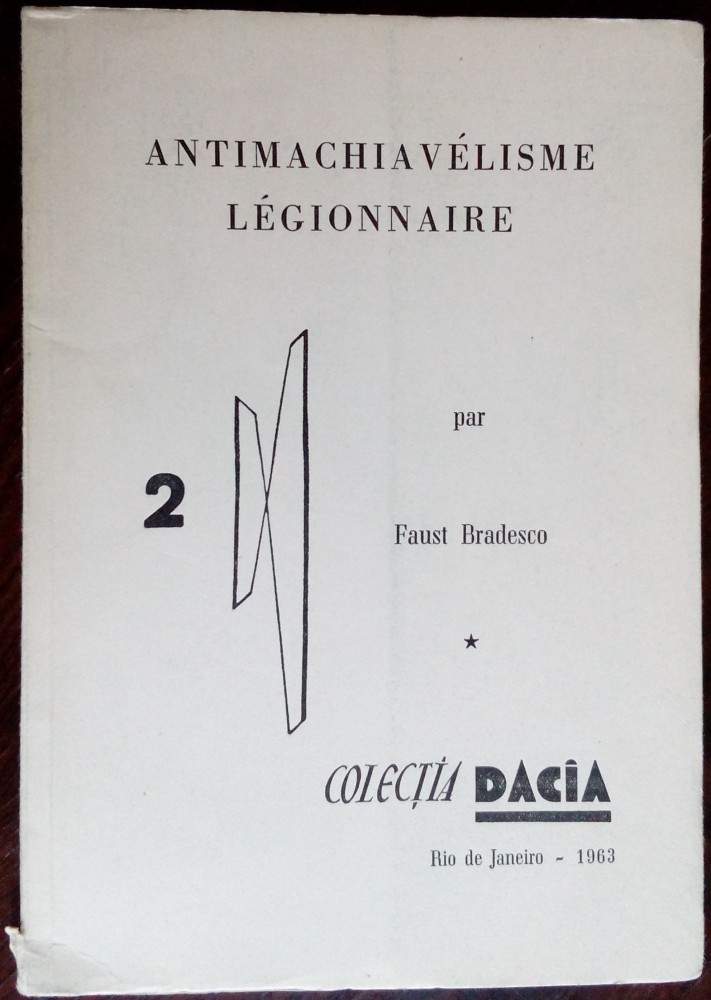 ANTIMACHIAVÉLISME
LÉGIONNAIRE
par
2
Faust Bradesco
COLECȚIA DACIA
Rio de Janeiro - 1963